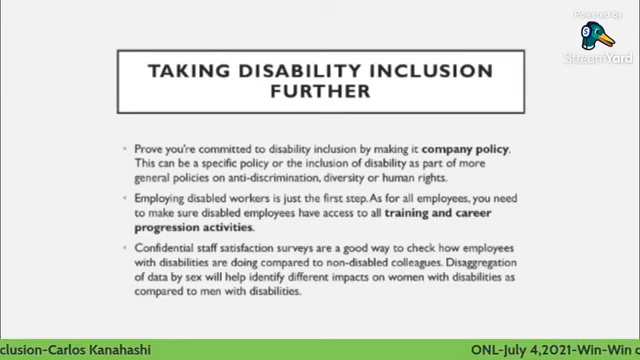 Powered by
StreamYard
TAKING DISABILITY INCLUSION
FURTHER
• Prove you're committed to disability inclusion by making it company policy.
This can be a specific policy or the inclusion of disability as part of more
general policies on anti-discrimination, diversity or human rights.
• Employing disabled workers is just the first step. As for all employees, you need
to make sure disabled employees have access to all training and career
progression activities.
• Confidential staff satisfaction surveys are a good way to check how employees
with disabilities are doing compared to non-disabled colleagues. Disaggregation
of data by sex will help identify different impacts on women with disabilities as
compared to men with disabilities.
clusion-Carlos Kanahashi
ONL-July 4,2021-Win-Win c